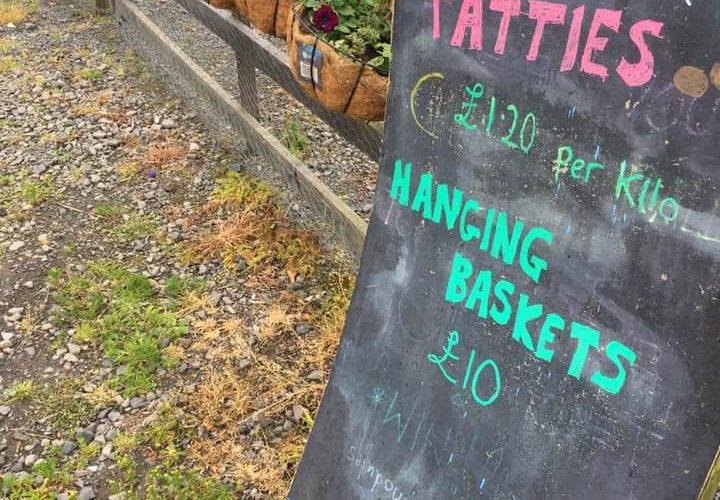 TATTIES
£1.20 per Kilo
HANGING
BASKETS
£10